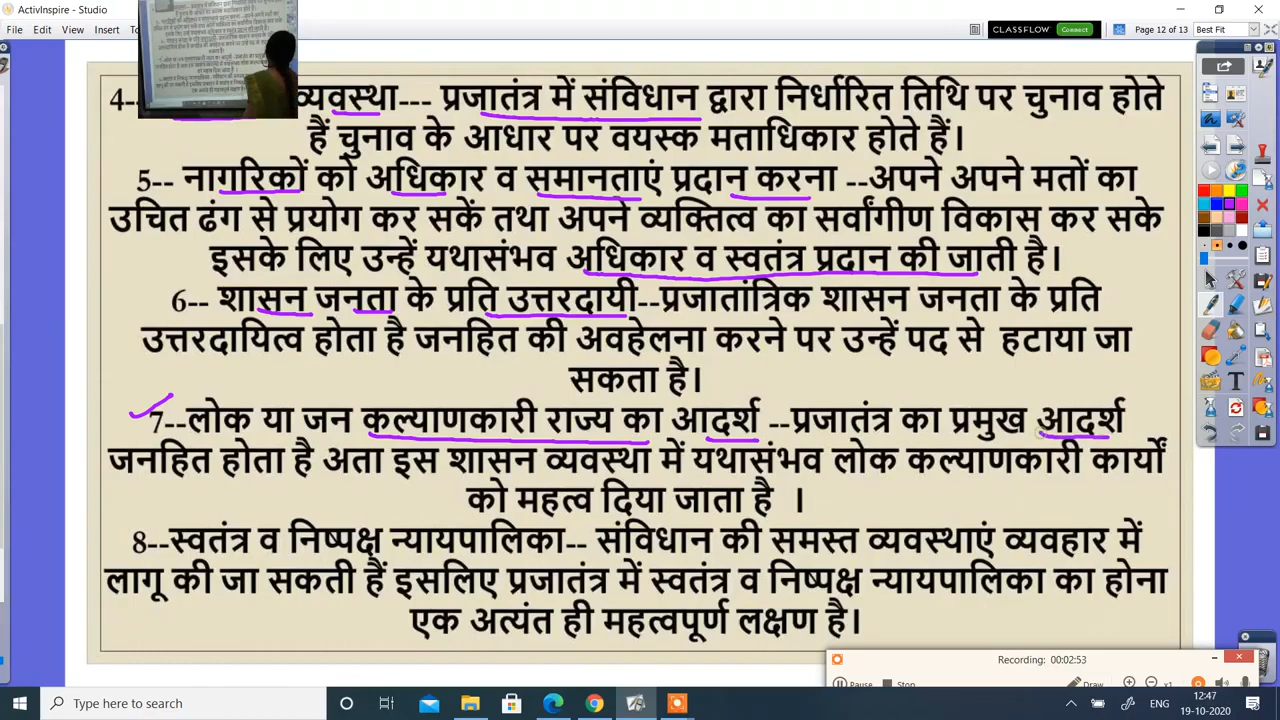 ActivInspire
File Edit View Insert
CLASSFLOW Connect
Page 12 of 13
Best Fit
4-- व्यवस्था--- प्रजातंत्र में संविधान द्वारा निर्धारित तिथि पर चुनाव होते
हैं चुनाव के आधार पर वयस्क मताधिकार होते हैं।
5-- नागरिकों को अधिकार व समानताएं प्रदान करना --अपने अपने मतों का
उचित ढंग से प्रयोग कर सकें तथा अपने व्यक्तित्व का सर्वांगीण विकास कर सके
इसके लिए उन्हें यथासंभव अधिकार व स्वतंत्र प्रदान की जाती है।
6-- शासन जनता के प्रति उत्तरदायी--प्रजातांत्रिक शासन जनता के प्रति
उत्तरदायित्व होता है जनहित की अवहेलना करने पर उन्हें पद से हटाया जा
सकता है।
7--लोक या जन कल्याणकारी राज्य का आदर्श --प्रजातंत्र का प्रमुख आदर्श
जनहित होता है अता इस शासन व्यवस्था में यथासंभव लोक कल्याणकारी कार्यों
को महत्व दिया जाता है ।
8--स्वतंत्र व निष्पक्ष न्यायपालिका-- संविधान की समस्त व्यवस्थाएं व्यवहार में
लागू की जा सकती हैं इसलिए प्रजातंत्र में स्वतंत्र व निष्पक्ष न्यायपालिका का होना
एक अत्यंत ही महत्वपूर्ण लक्षण है।
Recording: 00:02:53
Pause Stop Draw x1
Type here to search
ENG
12:47
19-10-2020